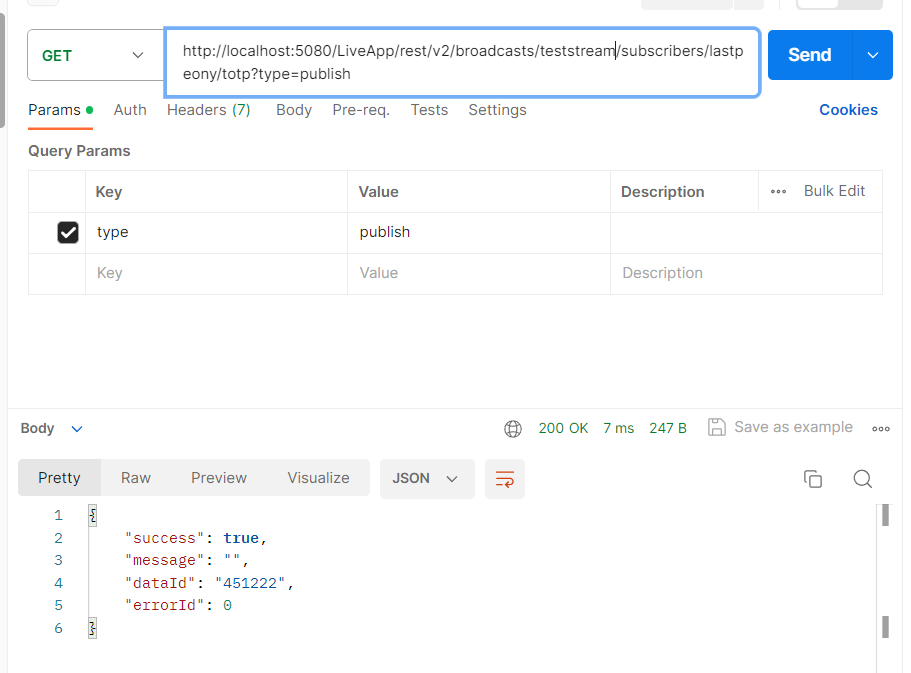 GET
http://localhost:5080/LiveApp/rest/v2/broadcasts/teststream/subscribers/lastp
eony/totp?type=publish
Send
Params Auth Headers (7) Body Pre-req. Tests Settings Cookies
Query Params
Key Value Description ••• Bulk Edit
type publish
Key Value Description
Body 200 OK 7 ms 247 B Save as example
Pretty Raw Preview Visualize JSON
1 {
2 "success": true,
3 "message": "",
4 "dataId": "451222",
5 "errorId": 0
6 }